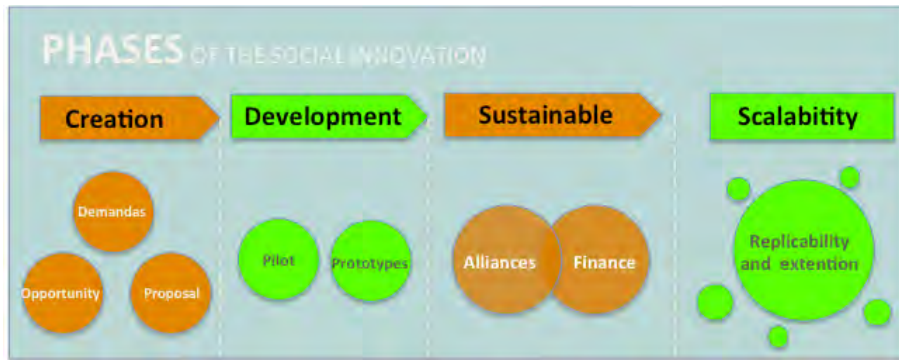 PHASES OF THE SOCIAL INNOVATION
Creation
Development
Sustainable
Scalabitity
Demandas
Opportunity
Proposal
Pilot
Prototypes
Alliances
Finance
Replicability
and extention